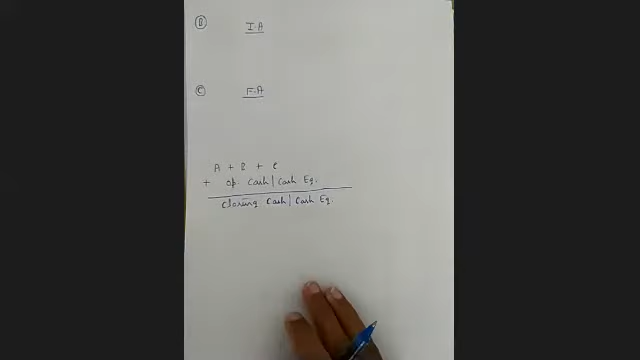 Ⓑ I.A
Ⓒ F.A
A + B + C
+ op. Cash | Cash Eq.
Closing Cash | Cash Eq.